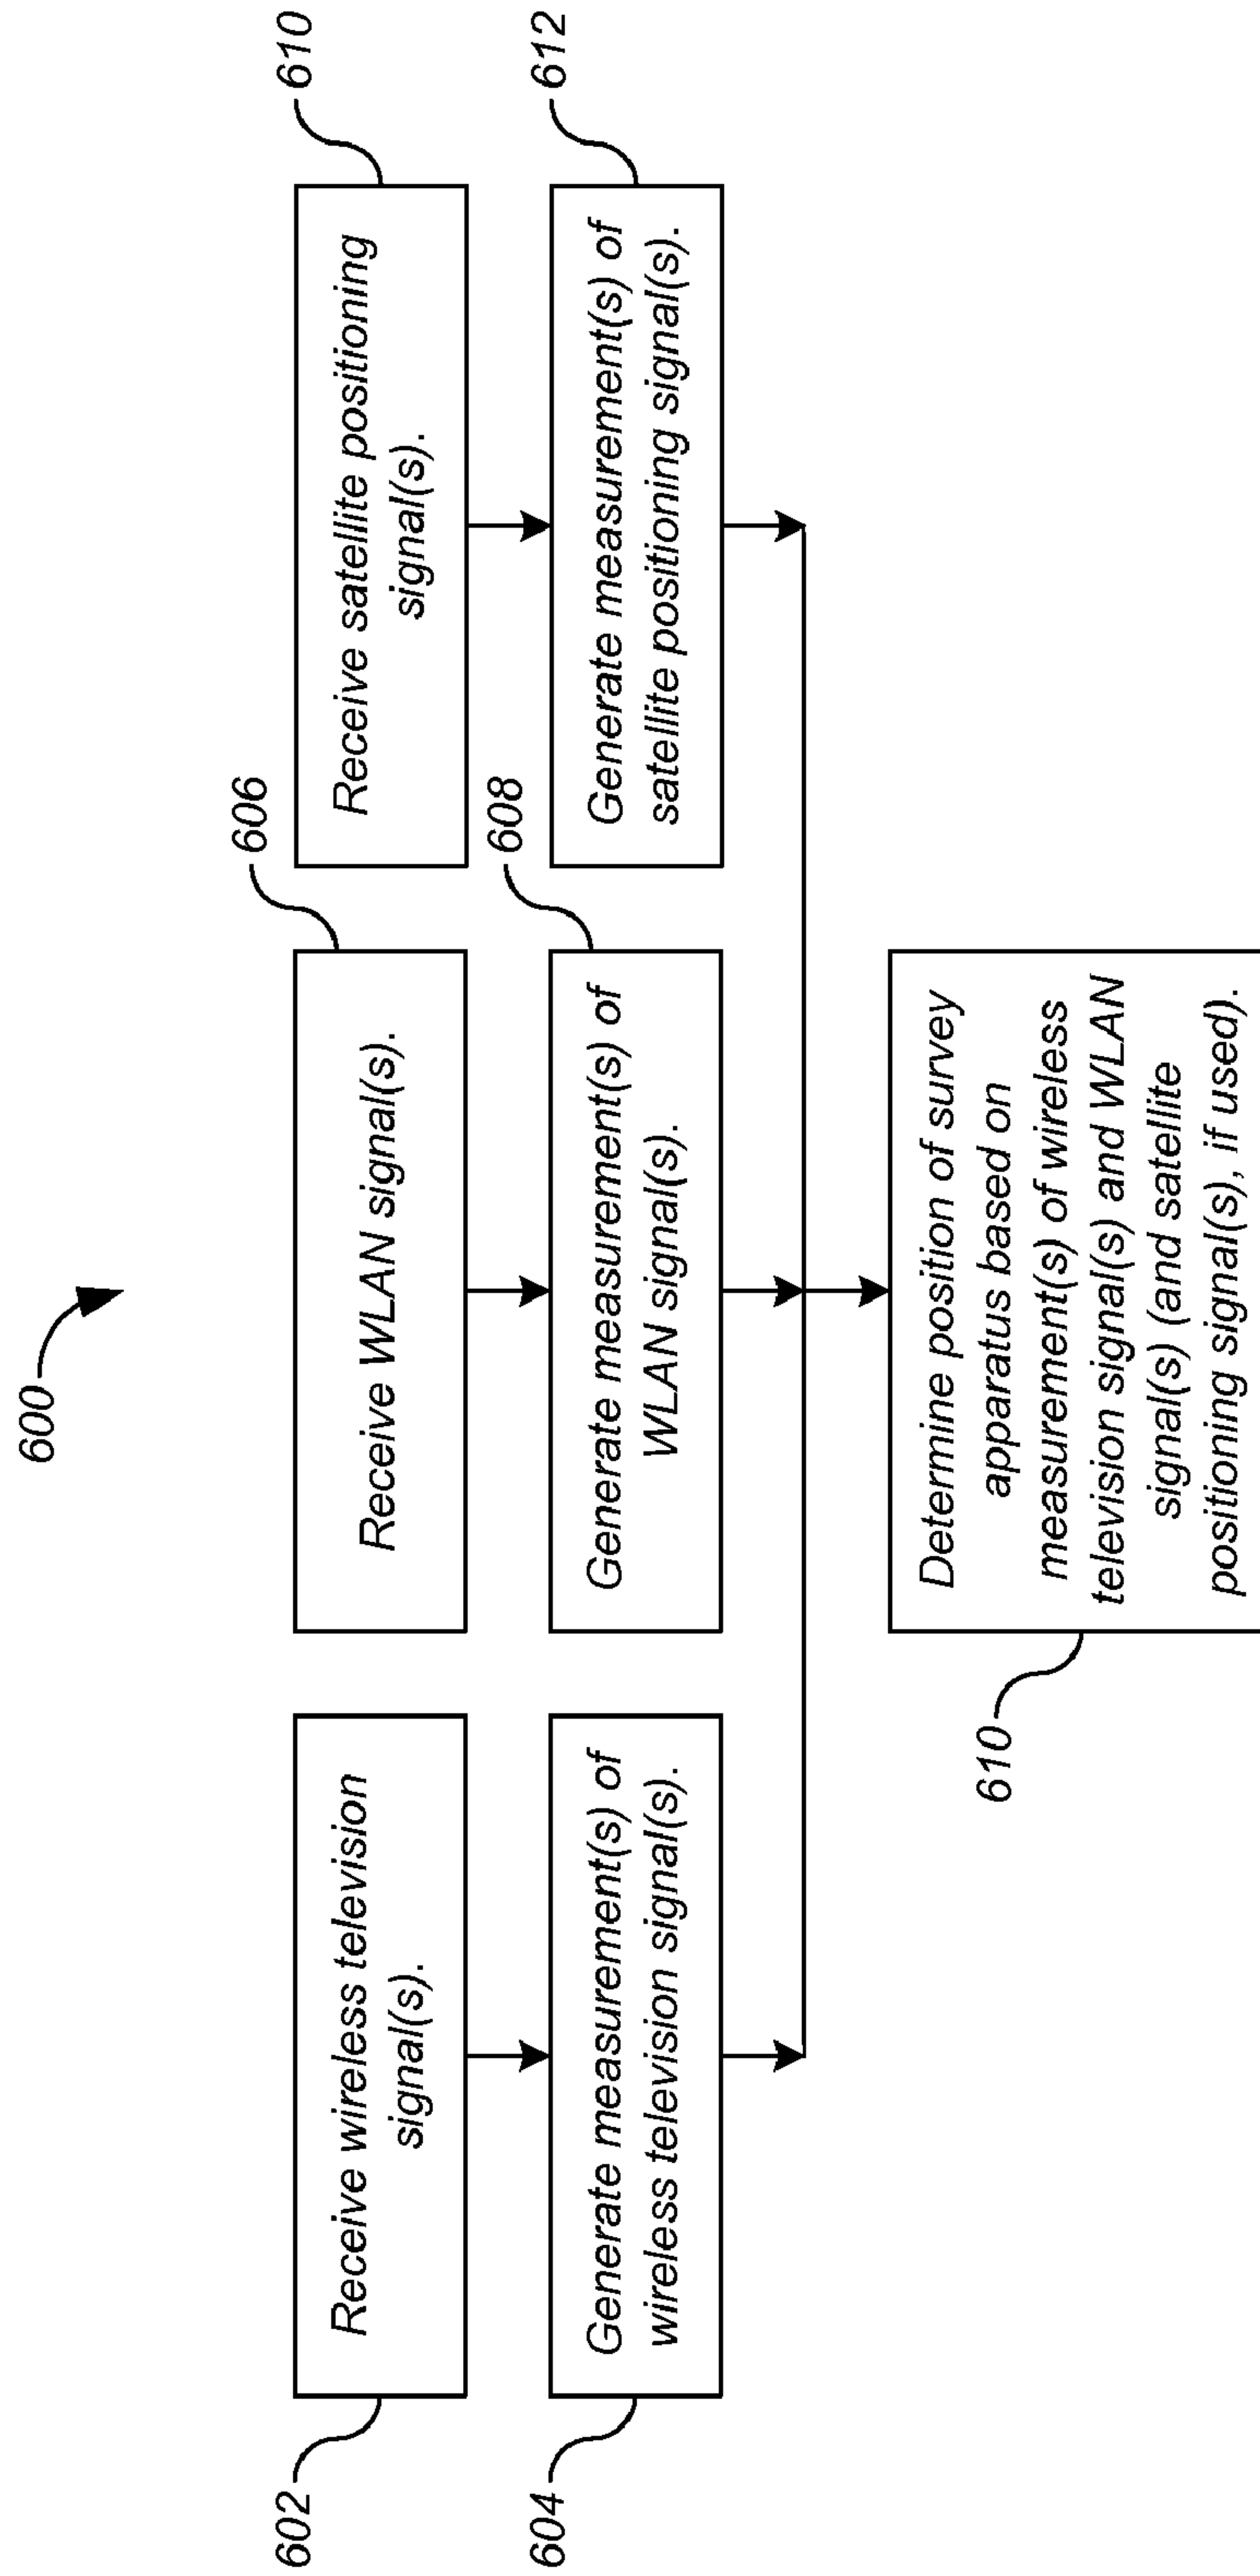 600
602
Receive wireless television
signal(s).
606
Receive WLAN signal(s).
610
Receive satellite positioning
signal(s).
604
Generate measurement(s) of
wireless television signal(s).
608
Generate measurement(s) of
WLAN signal(s).
612
Generate measurement(s) of
satellite positioning signal(s).
610
Determine position of survey
apparatus based on
measurement(s) of wireless
television signal(s) and WLAN
signal(s) (and satellite
positioning signal(s), if used).